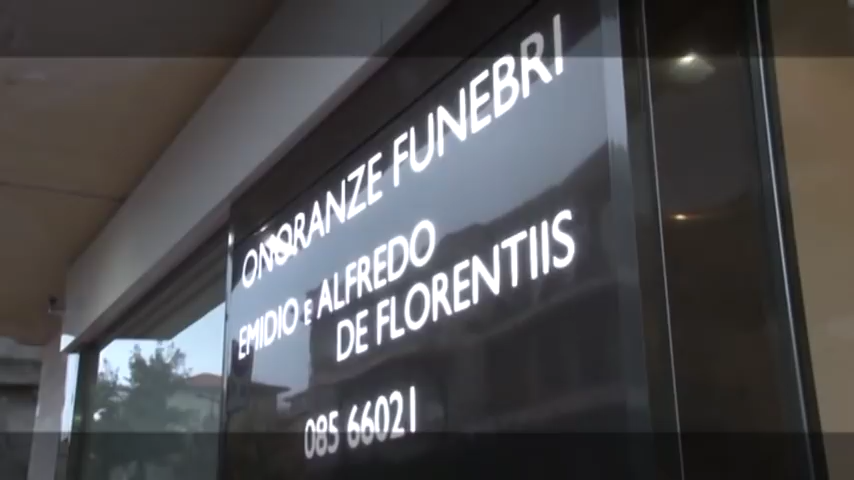 ONORANZE FUNEBRI
EMIDIO E ALFREDO
DE FLORENTIIS
085 66021